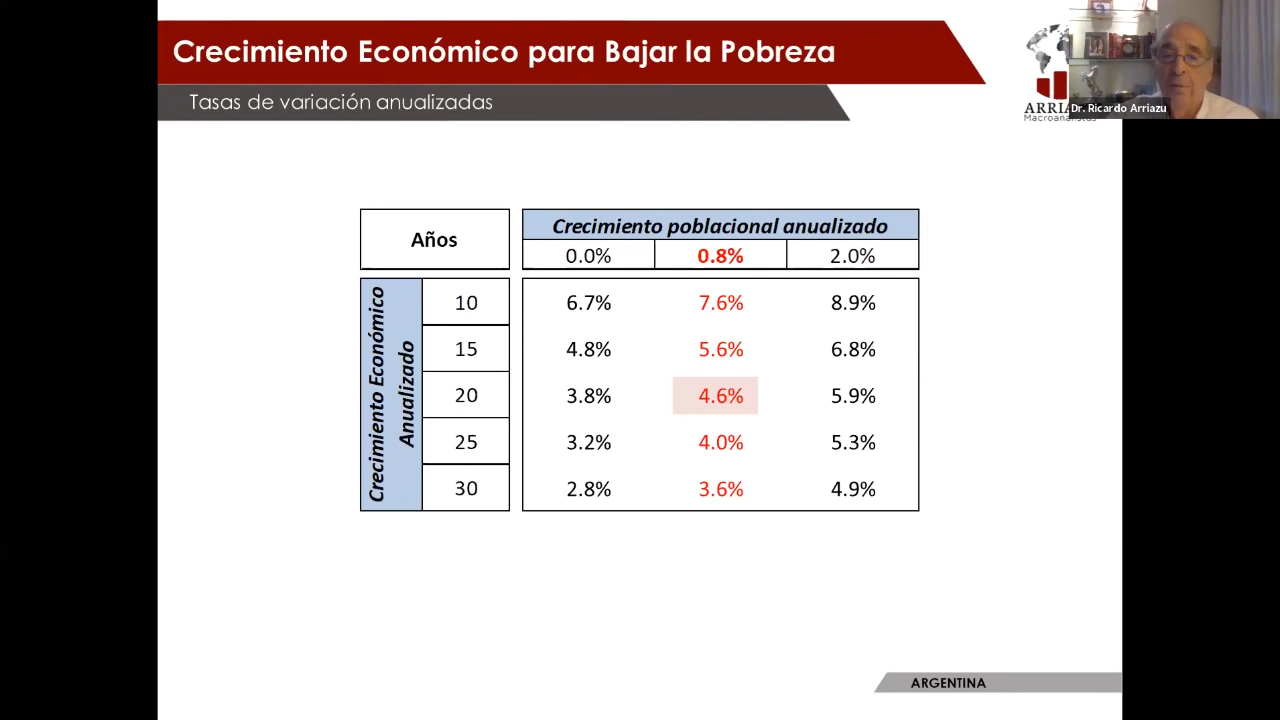 Crecimiento Económico para Bajar la Pobreza
Tasas de variación anualizadas
Dr. Ricardo Arriazu
Macroanalistas
Años
Crecimiento poblacional anualizado
0.0% 0.8% 2.0%
Crecimiento Económico
Anualizado
10 6.7% 7.6% 8.9%
15 4.8% 5.6% 6.8%
20 3.8% 4.6% 5.9%
25 3.2% 4.0% 5.3%
30 2.8% 3.6% 4.9%
ARGENTINA